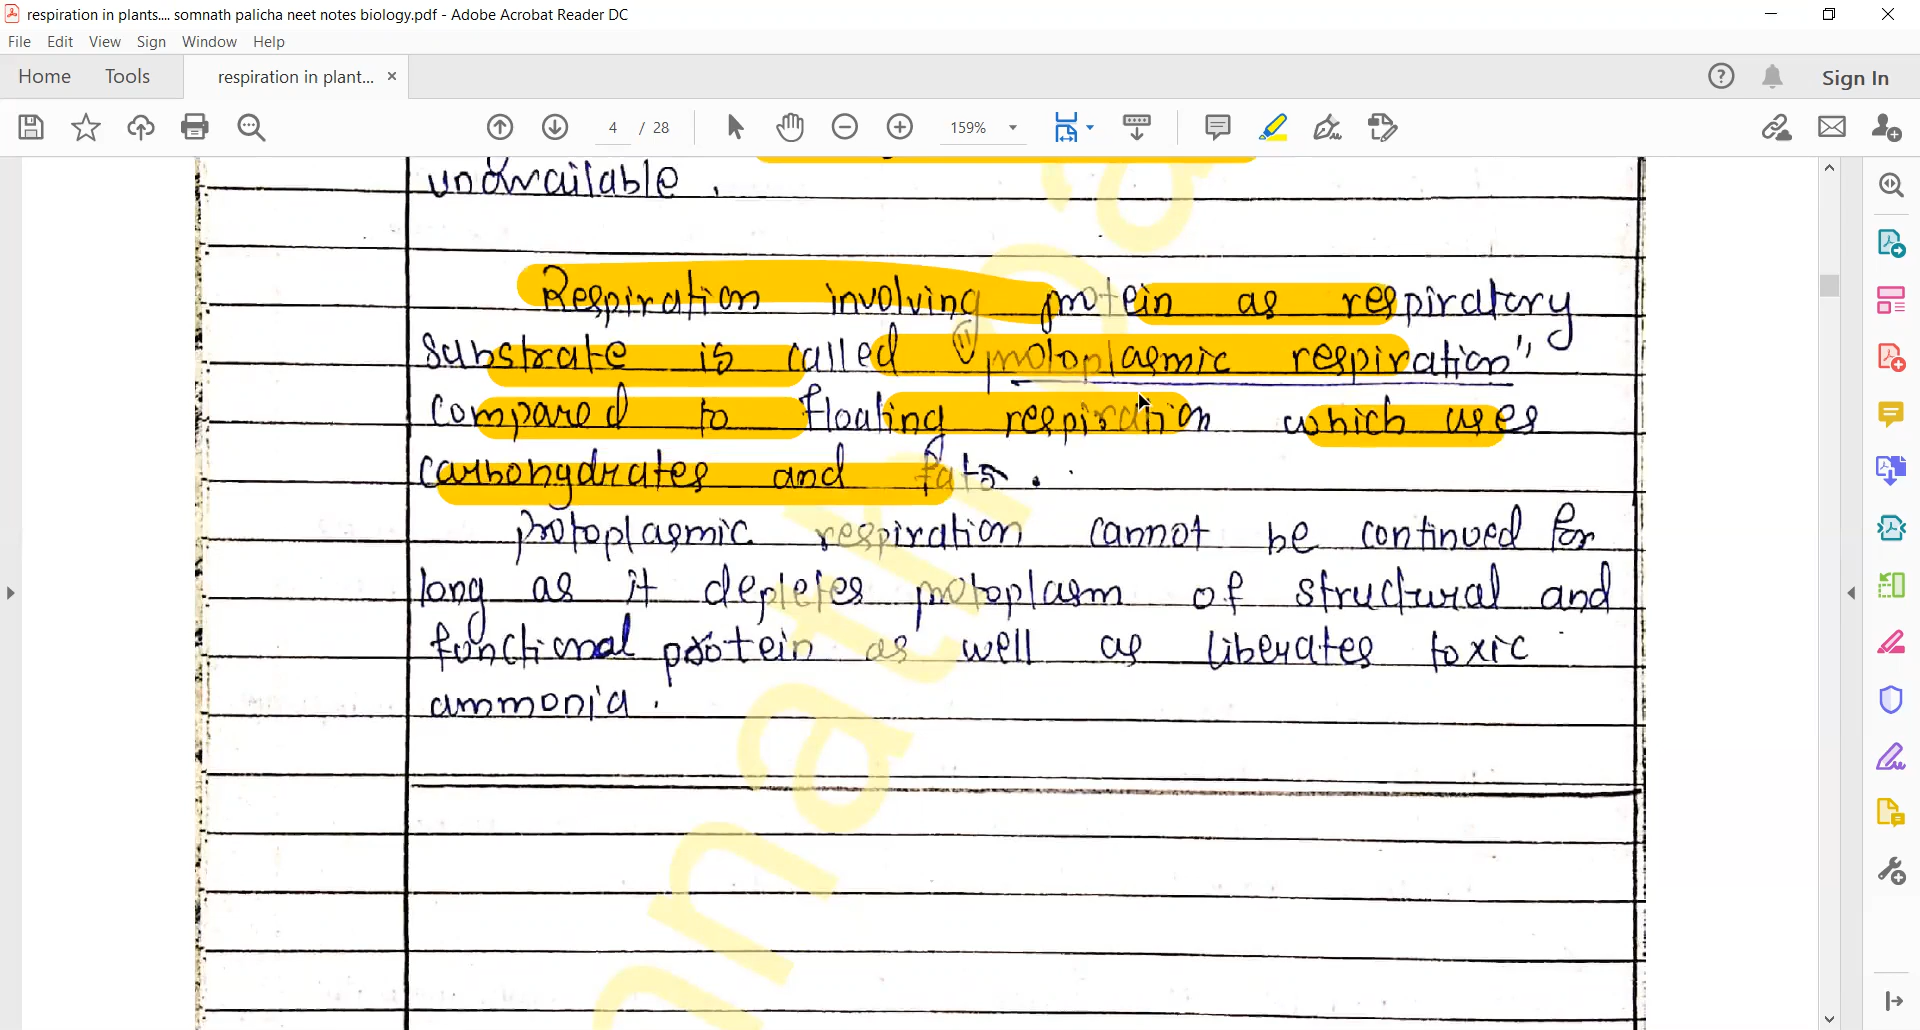 respiration in plants.... somnath palicha neet notes biology.pdf - Adobe Acrobat Reader DC
File Edit View Sign Window Help
Home Tools respiration in plant... × Sign In
4 / 28 159%
unavailable.
Respiration involving protein as respiratory
substrate is called "protoplasmic respiration"
compared to floating respiration which uses
carbohydrates and fats.
protoplasmic respiration cannot be continued for
long as it depletes protoplasm of structural and
functional protein as well as liberates toxic
ammonia.